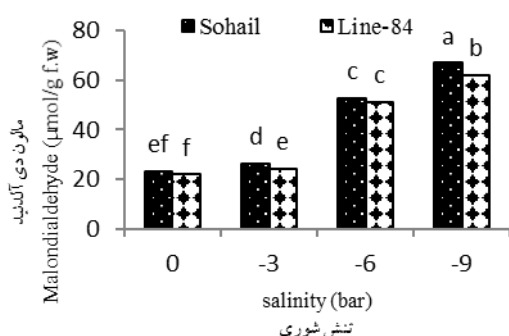 Sohail Line-84
80
60
40
20
0
ef f d e c c a b
0 -3 -6 -9
salinity (bar)
تنش شوری
مالون دی آلدئید
Malondialdehyde (µmol/g f.w)